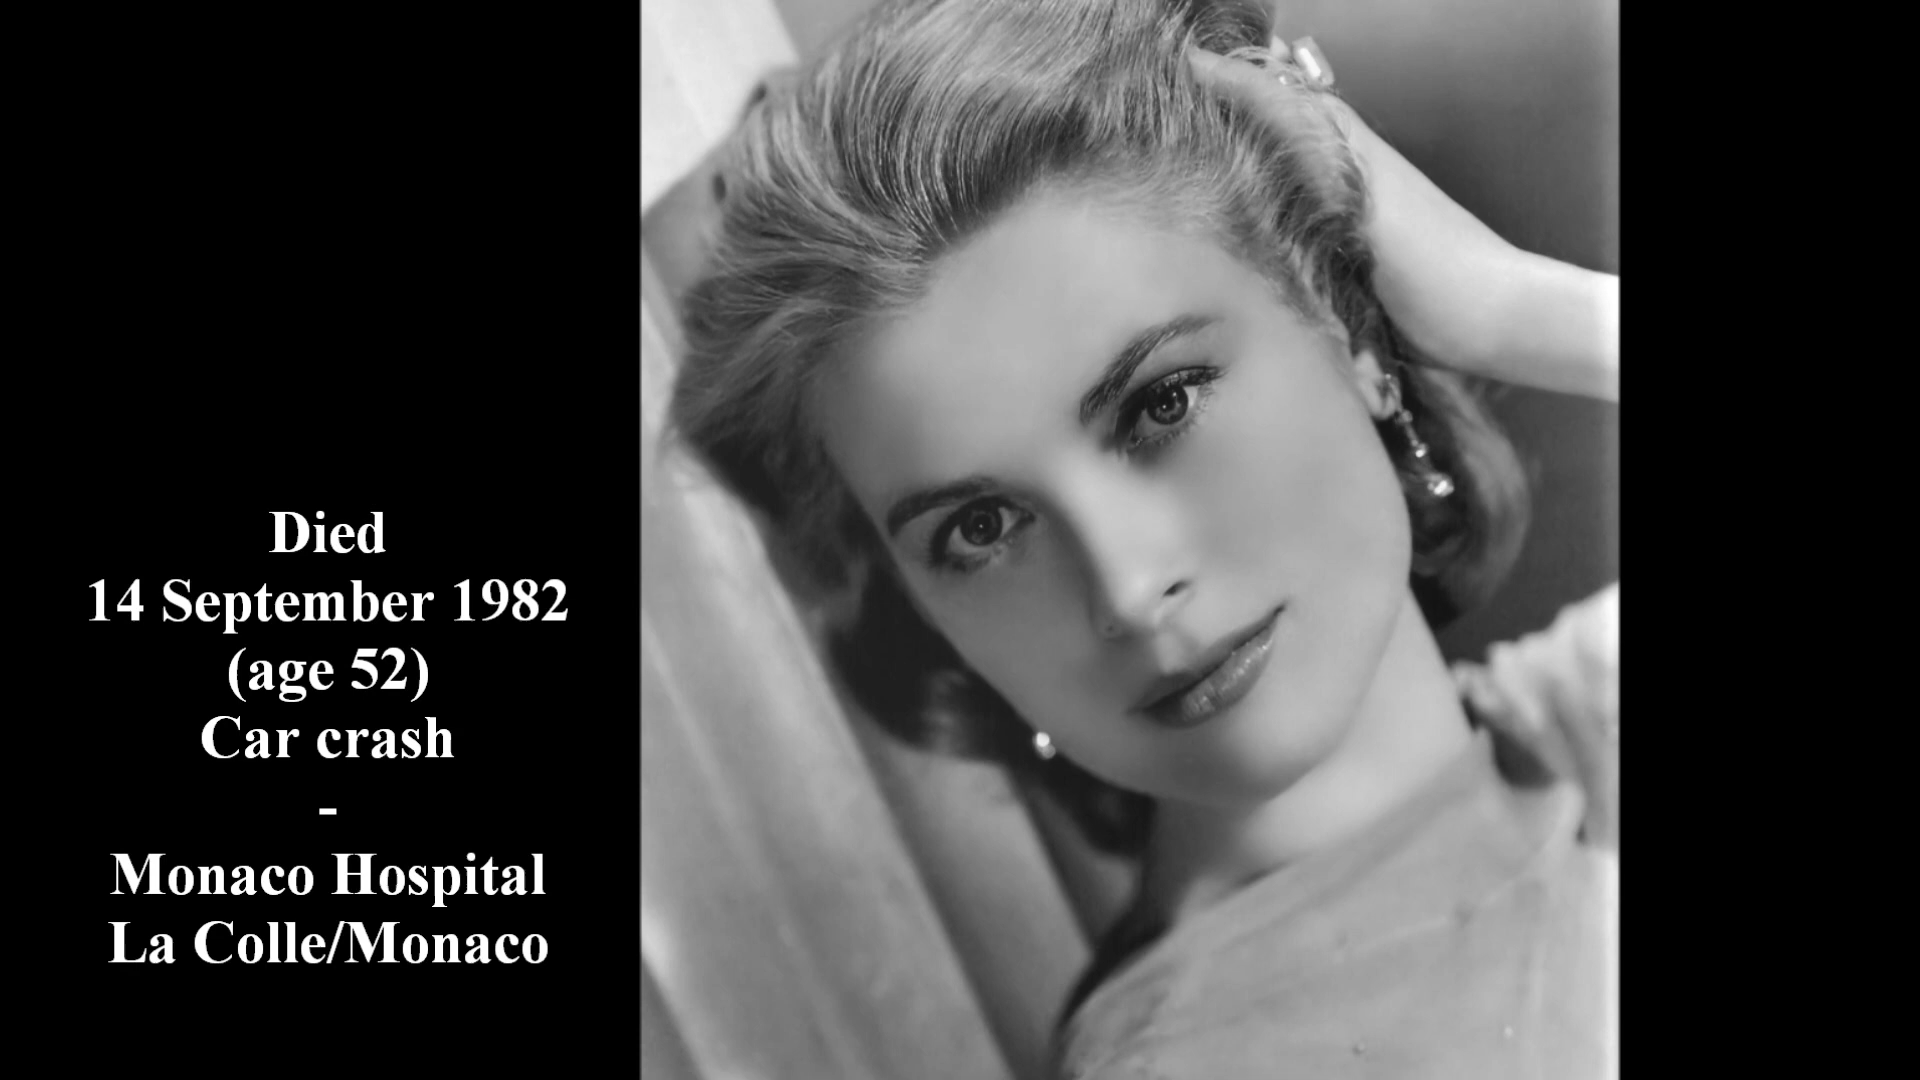 Died
14 September 1982
(age 52)
Car crash
-
Monaco Hospital
La Colle/Monaco